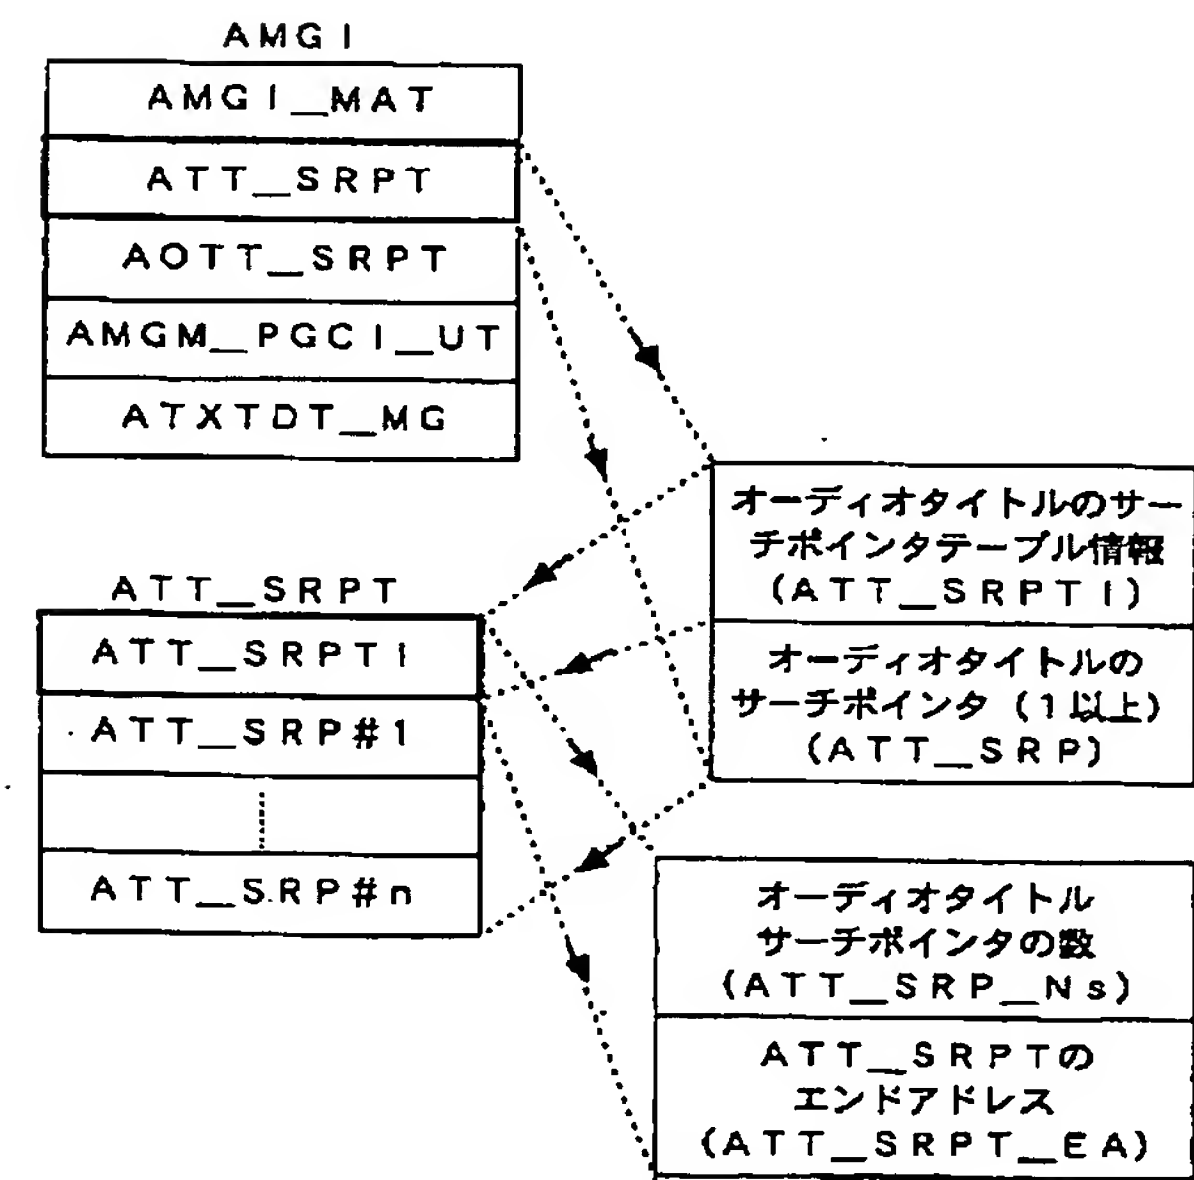 AMGI
AMGI_MAT
ATT_SRPT
AOTT_SRPT
AMGM_PGCI_UT
ATXTDT_MG
オーディオタイトルのサー
チポインタテーブル情報
(ATT_SRPTI)
オーディオタイトルの
サーチポインタ(1以上)
(ATT_SRP)
ATT_SRPT
ATT_SRPTI
ATT_SRP#1
ATT_SRP#n
オーディオタイトル
サーチポインタの数
(ATT_SRP_Ns)
ATT_SRPTの
エンドアドレス
(ATT_SRPT_EA)